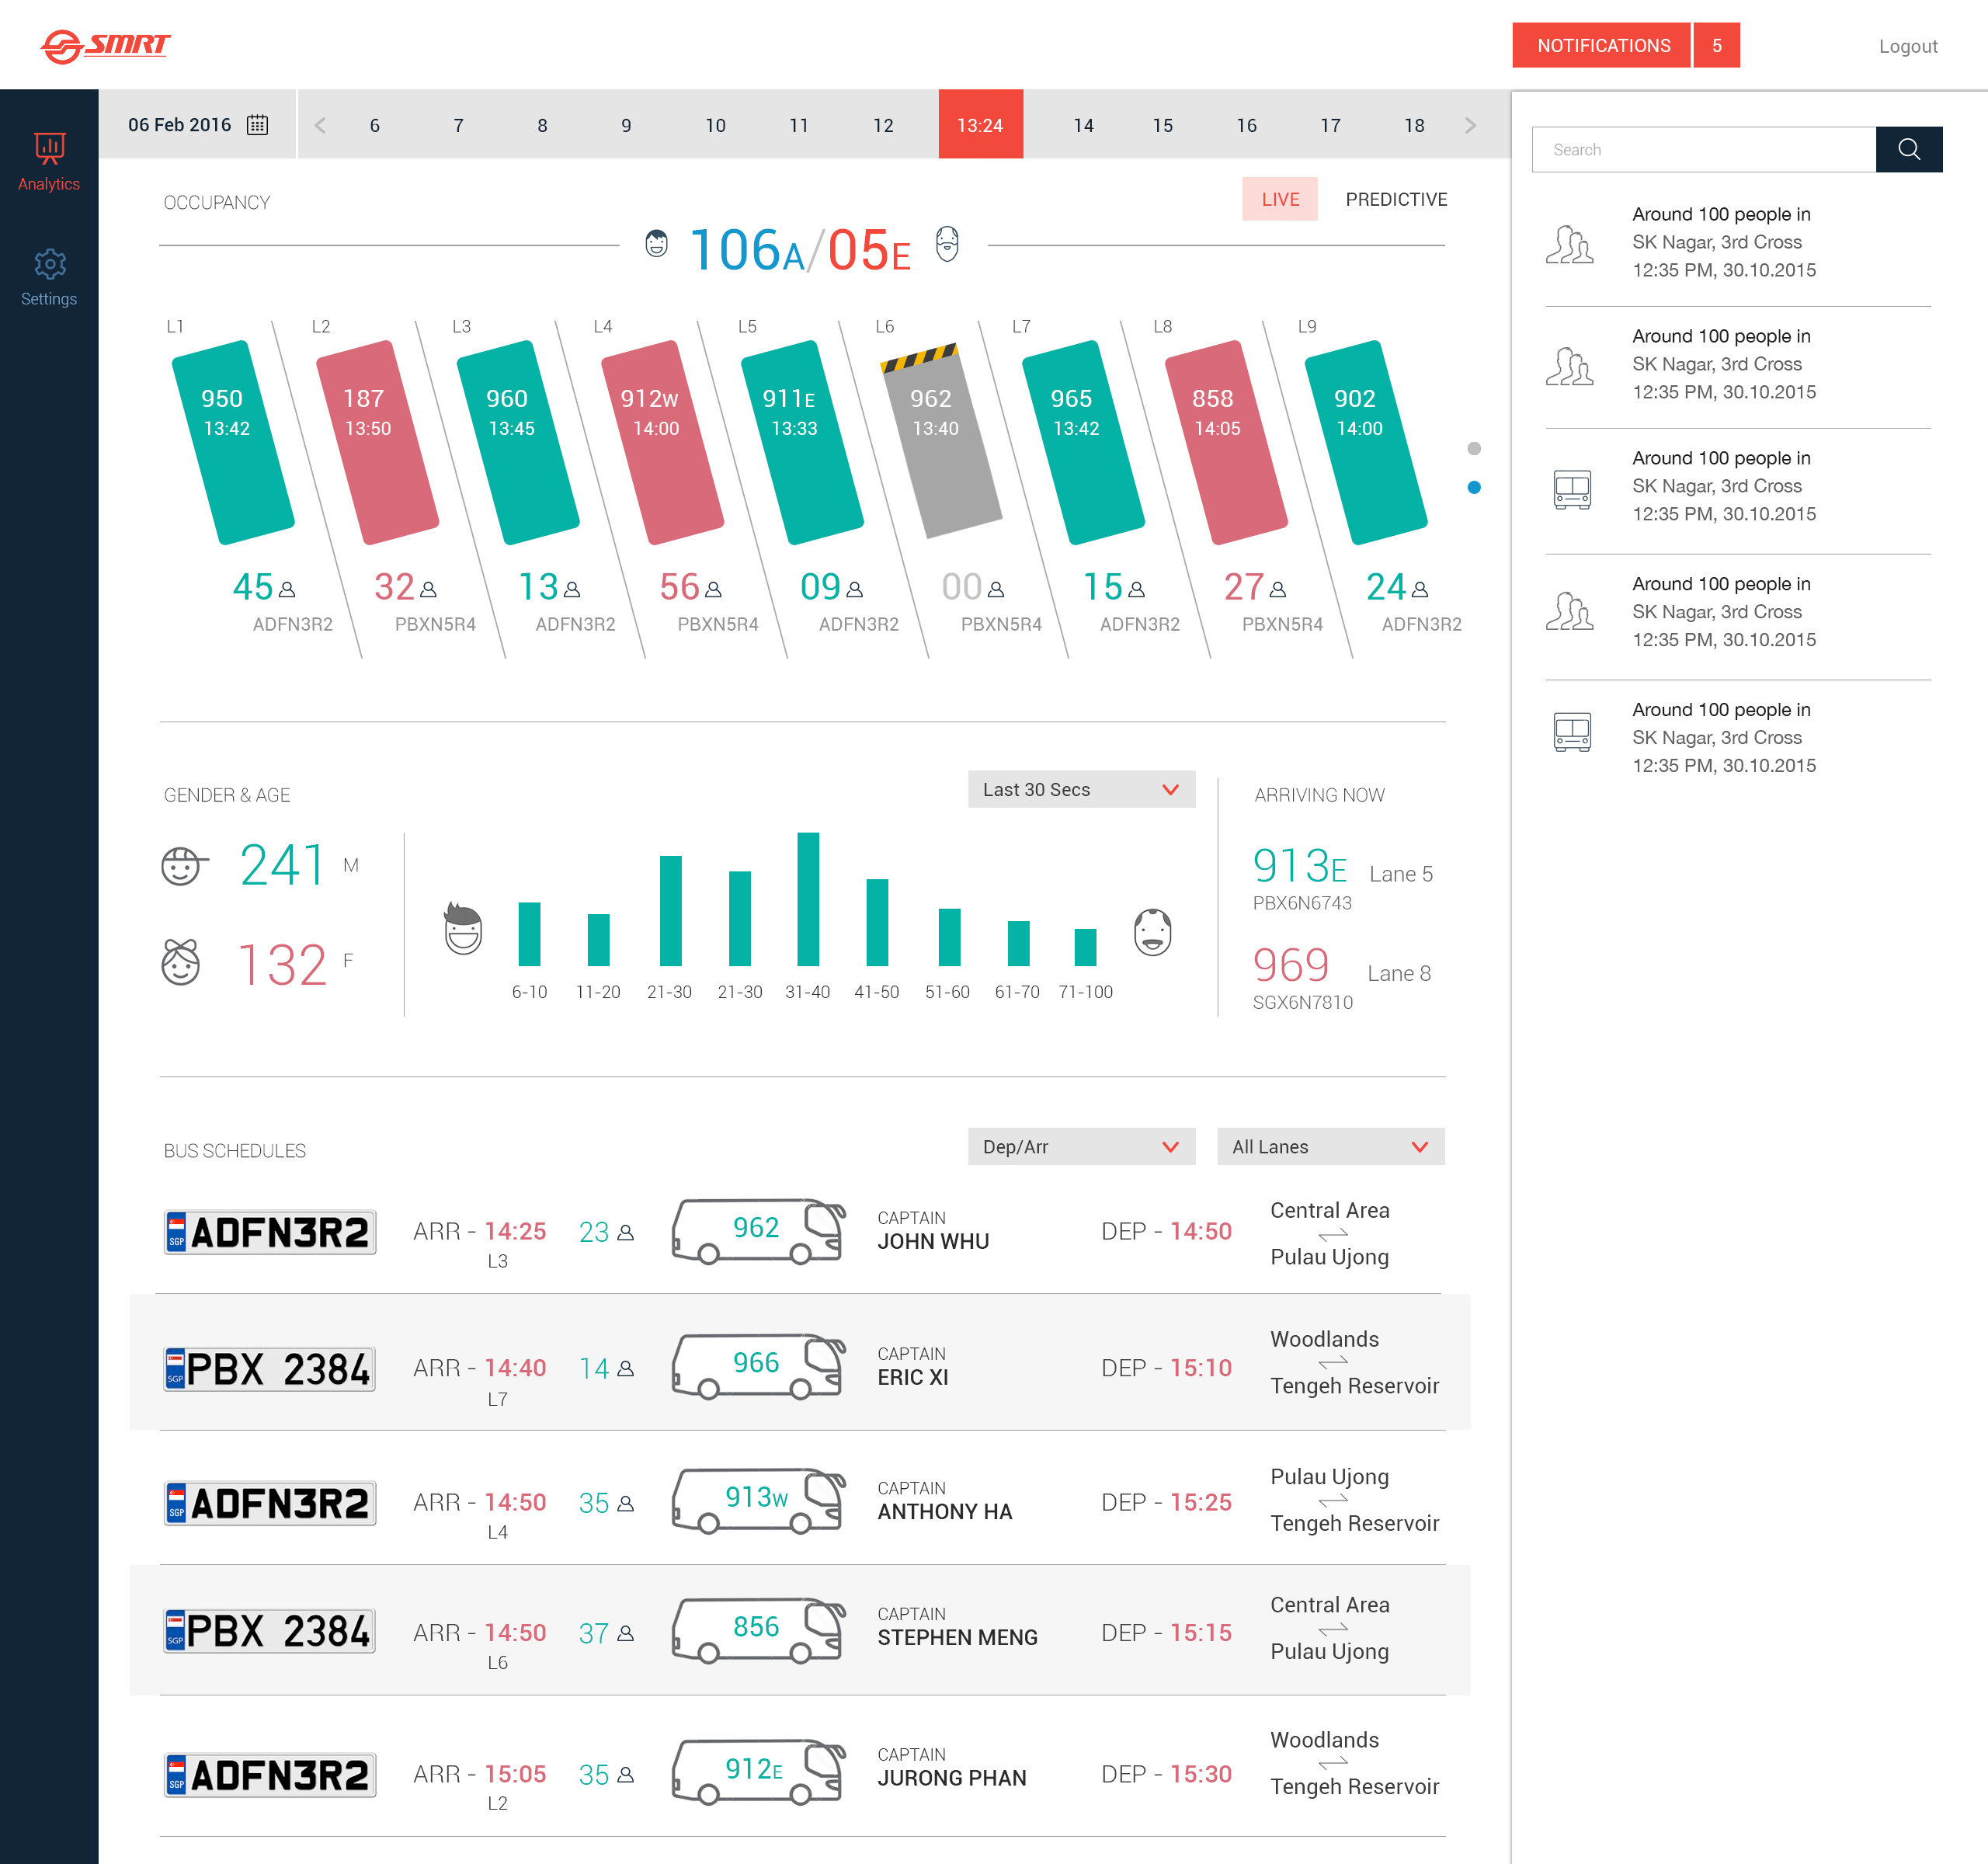 SMRT
NOTIFICATIONS 5
Logout
Analytics
Settings
06 Feb 2016
6 7 8 9 10 11 12 13:24 14 15 16 17 18
OCCUPANCY
LIVE PREDICTIVE
106A/05E
L1 L2 L3 L4 L5 L6 L7 L8 L9
950 187 960 912W 911E 962 965 858 902
13:42 13:50 13:45 14:00 13:33 13:40 13:42 14:05 14:00
45 32 13 56 09 00 15 27 24
ADFN3R2 PBXN5R4 ADFN3R2 PBXN5R4 ADFN3R2 PBXN5R4 ADFN3R2 PBXN5R4 ADFN3R2
GENDER & AGE
241 M
132 F
Last 30 Secs
6-10 11-20 21-30 21-30 31-40 41-50 51-60 61-70 71-100
ARRIVING NOW
913E Lane 5
PBX6N6743
969 Lane 8
SGX6N7810
BUS SCHEDULES
Dep/Arr
All Lanes
SGP ADFN3R2
ARR - 14:25
L3
23
962
CAPTAIN
JOHN WHU
DEP - 14:50
Central Area
Pulau Ujong
SGP PBX 2384
ARR - 14:40
L7
14
966
CAPTAIN
ERIC XI
DEP - 15:10
Woodlands
Tengeh Reservoir
SGP ADFN3R2
ARR - 14:50
L4
35
913W
CAPTAIN
ANTHONY HA
DEP - 15:25
Pulau Ujong
Tengeh Reservoir
SGP PBX 2384
ARR - 14:50
L6
37
856
CAPTAIN
STEPHEN MENG
DEP - 15:15
Central Area
Pulau Ujong
SGP ADFN3R2
ARR - 15:05
L2
35
912E
CAPTAIN
JURONG PHAN
DEP - 15:30
Woodlands
Tengeh Reservoir
Search
Around 100 people in
SK Nagar, 3rd Cross
12:35 PM, 30.10.2015
Around 100 people in
SK Nagar, 3rd Cross
12:35 PM, 30.10.2015
Around 100 people in
SK Nagar, 3rd Cross
12:35 PM, 30.10.2015
Around 100 people in
SK Nagar, 3rd Cross
12:35 PM, 30.10.2015
Around 100 people in
SK Nagar, 3rd Cross
12:35 PM, 30.10.2015